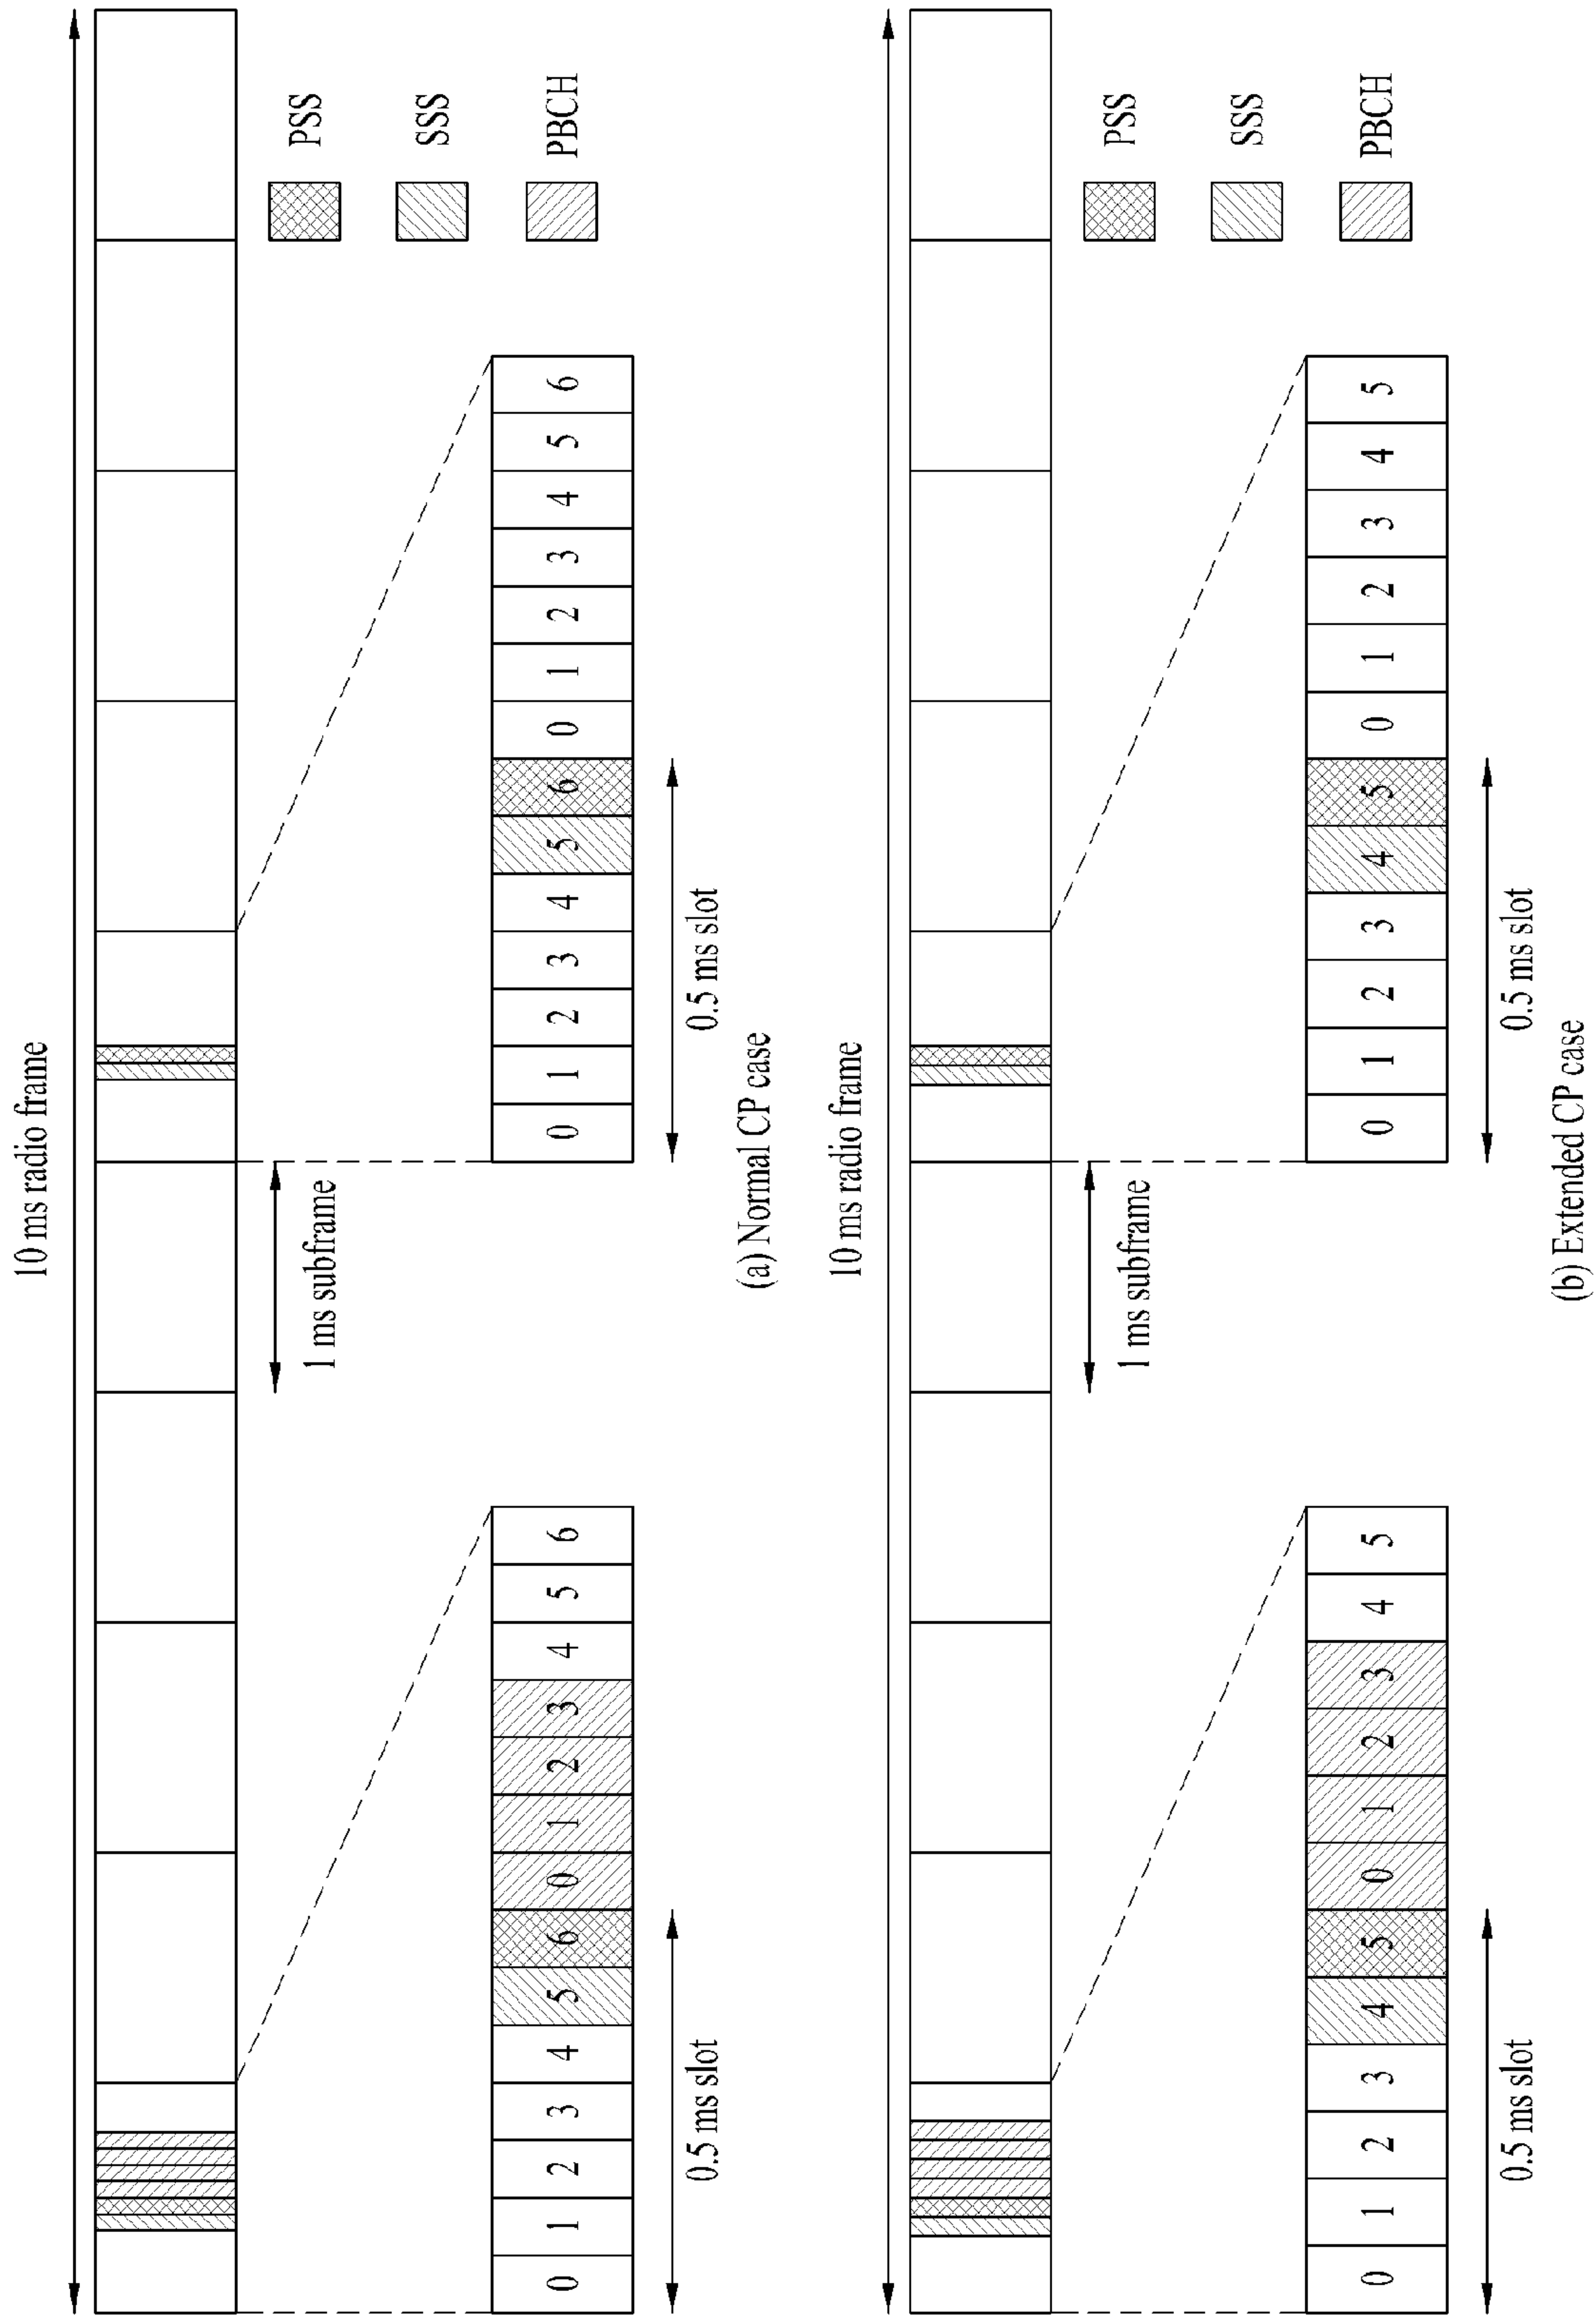 10 ms radio frame
1 ms subframe
PSS
SSS
PBCH
0 1 2 3 4 5 6 0 1 2 3 4 5 6
0 1 2 3 4 5 6 0 1 2 3 4 5 6
0.5 ms slot
0.5 ms slot
(a) Normal CP case
10 ms radio frame
1 ms subframe
PSS
SSS
PBCH
0 1 2 3 4 5 0 1 2 3 4 5
0 1 2 3 4 5 0 1 2 3 4 5
0.5 ms slot
0.5 ms slot
(b) Extended CP case